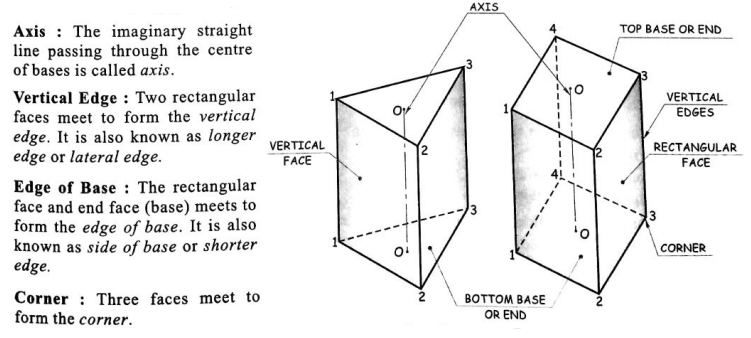 Axis : The imaginary straight
line passing through the centre
of bases is called axis.
Vertical Edge : Two rectangular
faces meet to form the vertical
edge. It is also known as longer
edge or lateral edge.
Edge of Base : The rectangular
face and end face (base) meets to
form the edge of base. It is also
known as side of base or shorter
edge.
Corner : Three faces meet to
form the corner.
AXIS
TOP BASE OR END
VERTICAL
EDGES
RECTANGULAR
FACE
CORNER
VERTICAL
FACE
BOTTOM BASE
OR END
1
2
3
O
1
2
3
O
1
2
3
4
O
1
2
3
4
O